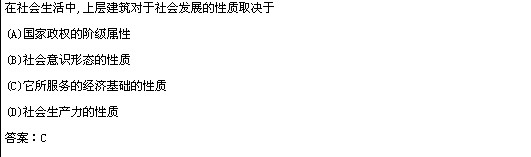 在社会生活中,上层建筑对于社会发展的性质取决于
(A)国家政权的阶级属性
(B)社会意识形态的性质
(C)它所服务的经济基础的性质
(D)社会生产力的性质
答案：C